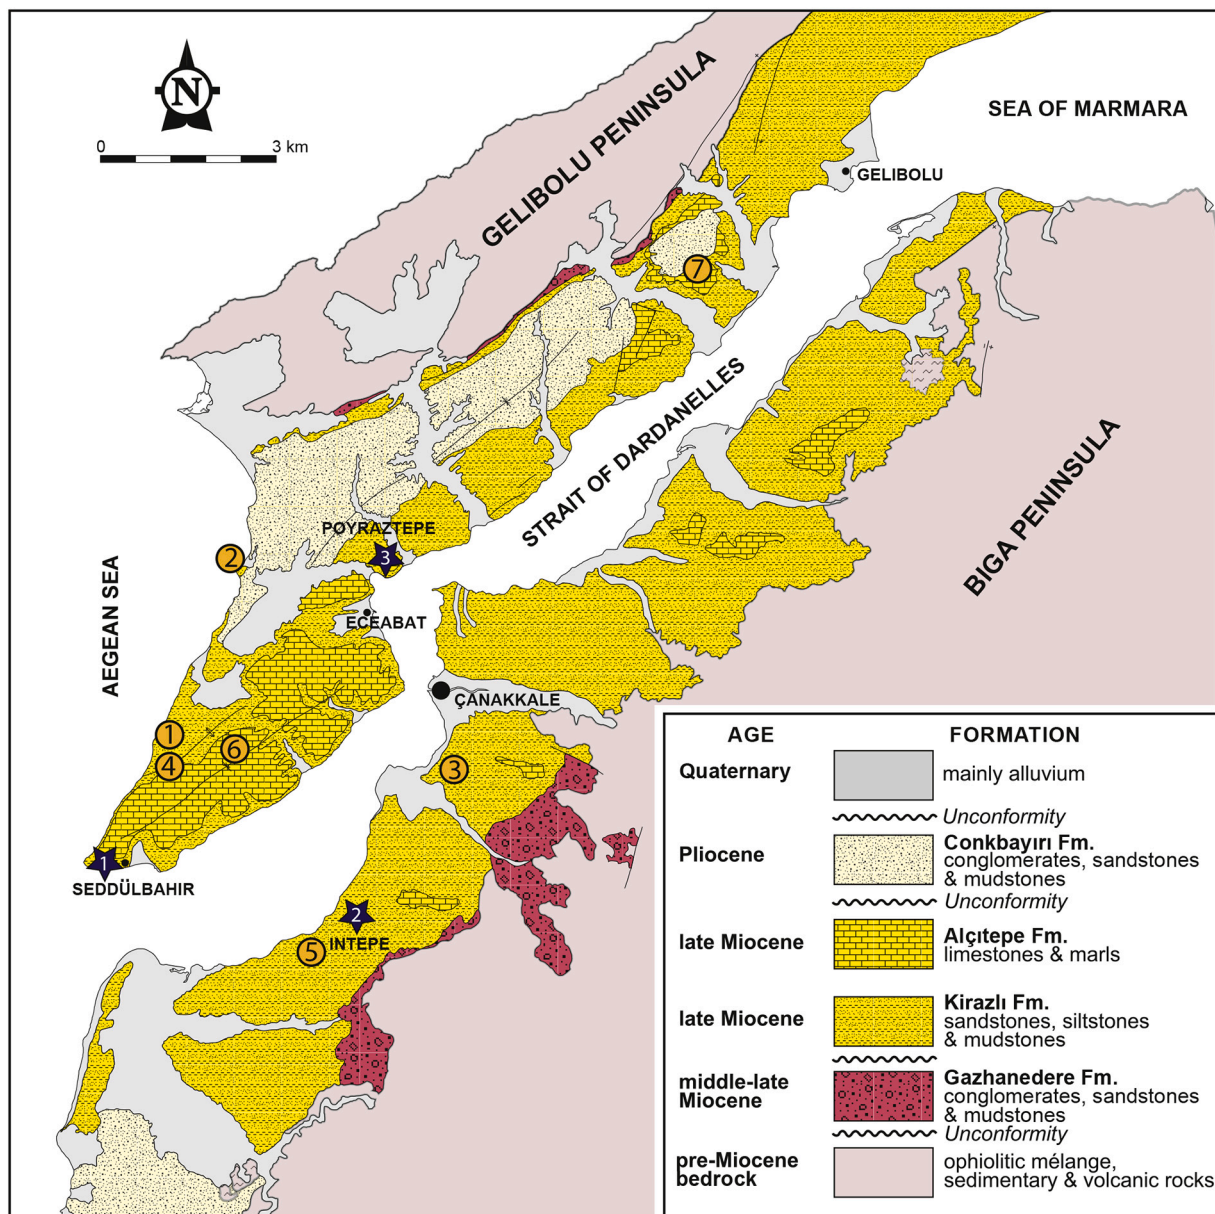 N
0 3 km
GELIBOLU PENINSULA
SEA OF MARMARA
GELIBOLU
7
STRAIT OF DARDANELLES
BIGA PENINSULA
POYRAZTEPE
3
2
AEGEAN SEA
ECEABAT
ÇANAKKALE
1
6
4
3
1
SEDDÜLBAHIR
2
INTEPE
5
AGE FORMATION
Quaternary
mainly alluvium
Unconformity
Pliocene
Conkbayırı Fm.
conglomerates, sandstones
& mudstones
Unconformity
late Miocene
Alçıtepe Fm.
limestones & marls
late Miocene
Kirazlı Fm.
sandstones, siltstones
& mudstones
middle-late
Miocene
Gazhanedere Fm.
conglomerates, sandstones
& mudstones
Unconformity
pre-Miocene
bedrock
ophiolitic mélange,
sedimentary & volcanic rocks